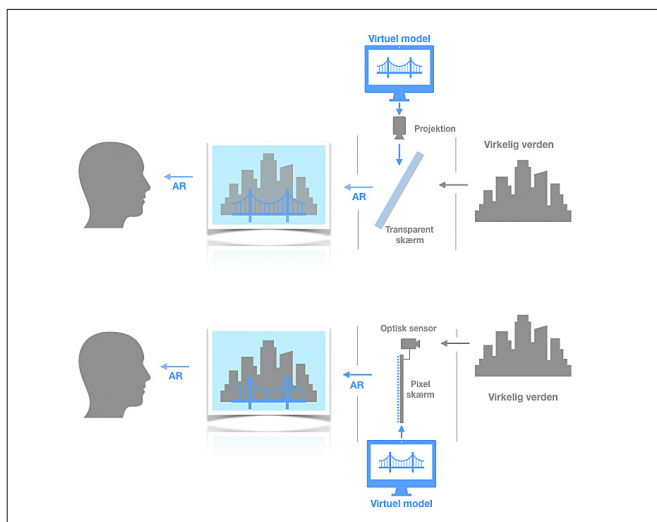 Virtuel model
Projektion
Virkelig verden
AR
AR
Transparent
skærm
Optisk sensor
AR
AR
Pixel
skærm
Virkelig verden
Virtuel model